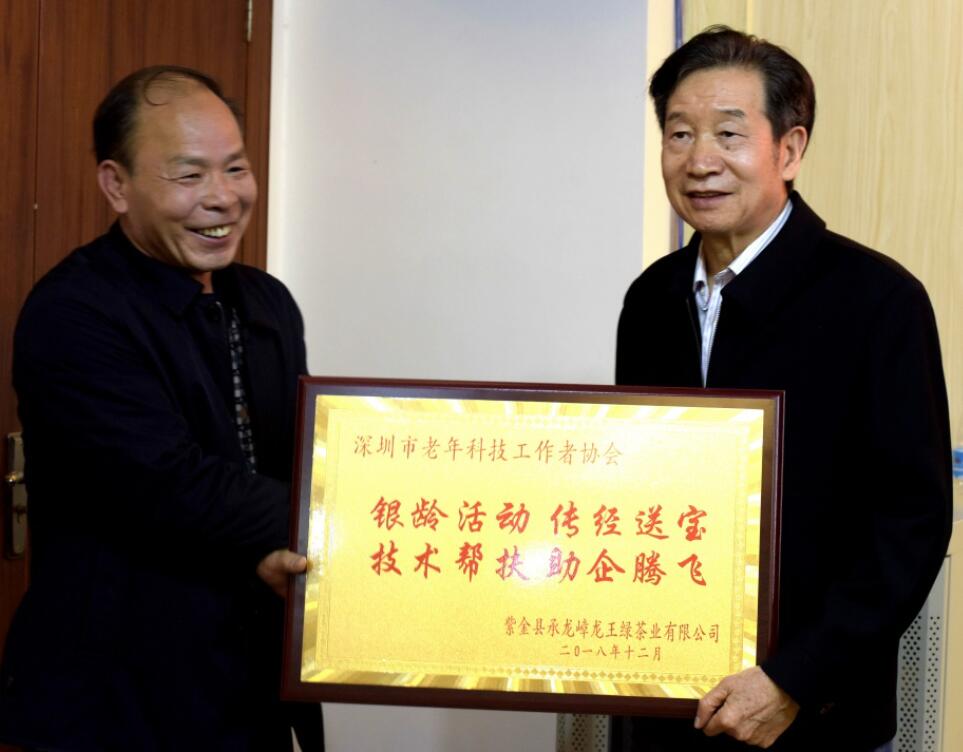 深圳市老年科技工作者协会
银龄活动 传经送宝
技术帮扶 助企腾飞
紫金县承龙嶂龙王绿茶业有限公司
二〇一八年十二月